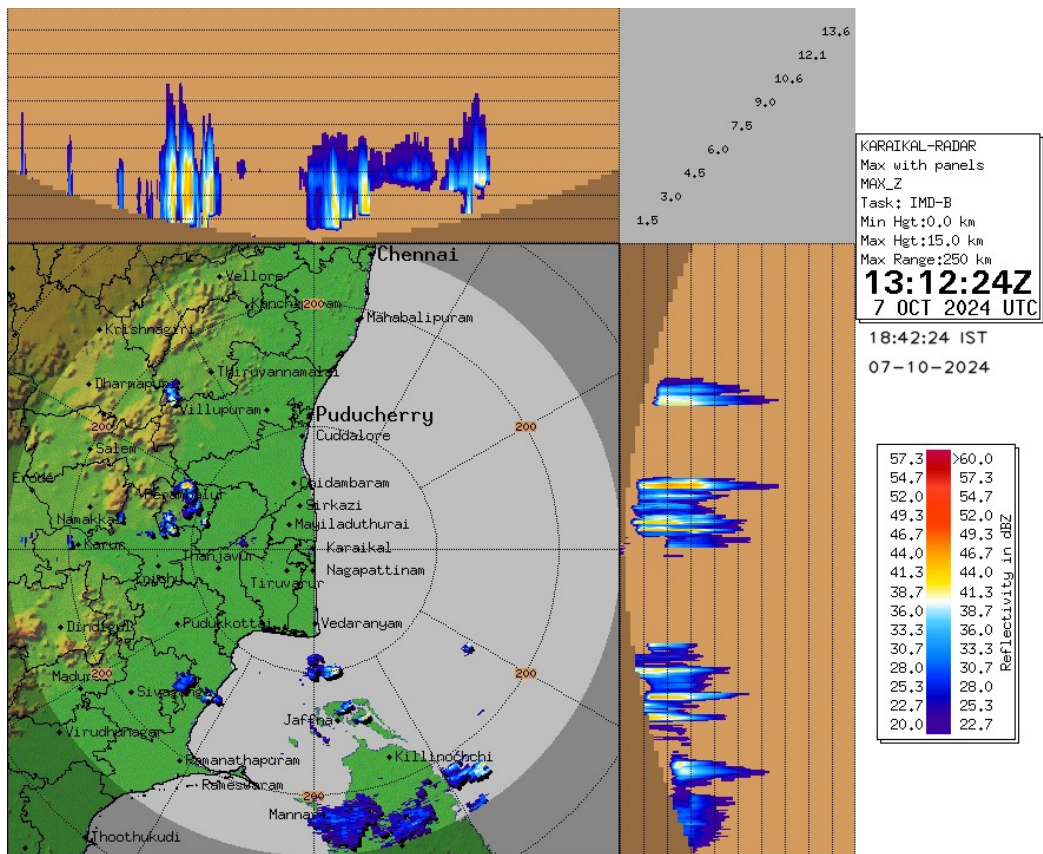 13.6
12.1
10.6
9.0
7.5
6.0
4.5
3.0
1.5
KARAIKAL-RADAR
Max with panels
MAX_Z
Task: IMD-B
Min Hgt:0.0 km
Max Hgt:15.0 km
Max Range:250 km
13:12:24Z
7 OCT 2024 UTC
18:42:24 IST
07-10-2024
Chennai
Vellore
200
Mahabalipuram
Krishnagiri
Thiruvannamalai
Dharmapuri
Villupuram
Puducherry
200
200
Cuddalore
Salem
Erode
Chidambaram
Perambalur
Sirkazi
Namakkal
Mayiladuthurai
Karur
Thanjavur
Karaikal
Tiruvarur
Nagapattinam
Dindigul
Pudukkottai
Vedaranyam
200
200
Jaffna
Virudhunagar
Ramanathapuram
Killinochchi
Rameswaram
200
Mannar
Thoothukudi
57.3 >60.0
54.7 57.3
52.0 54.7
49.3 52.0
46.7 49.3
44.0 46.7
41.3 44.0
38.7 41.3
36.0 38.7
33.3 36.0
30.7 33.3
28.0 30.7
25.3 28.0
22.7 25.3
20.0 22.7
Reflectivity in dBZ